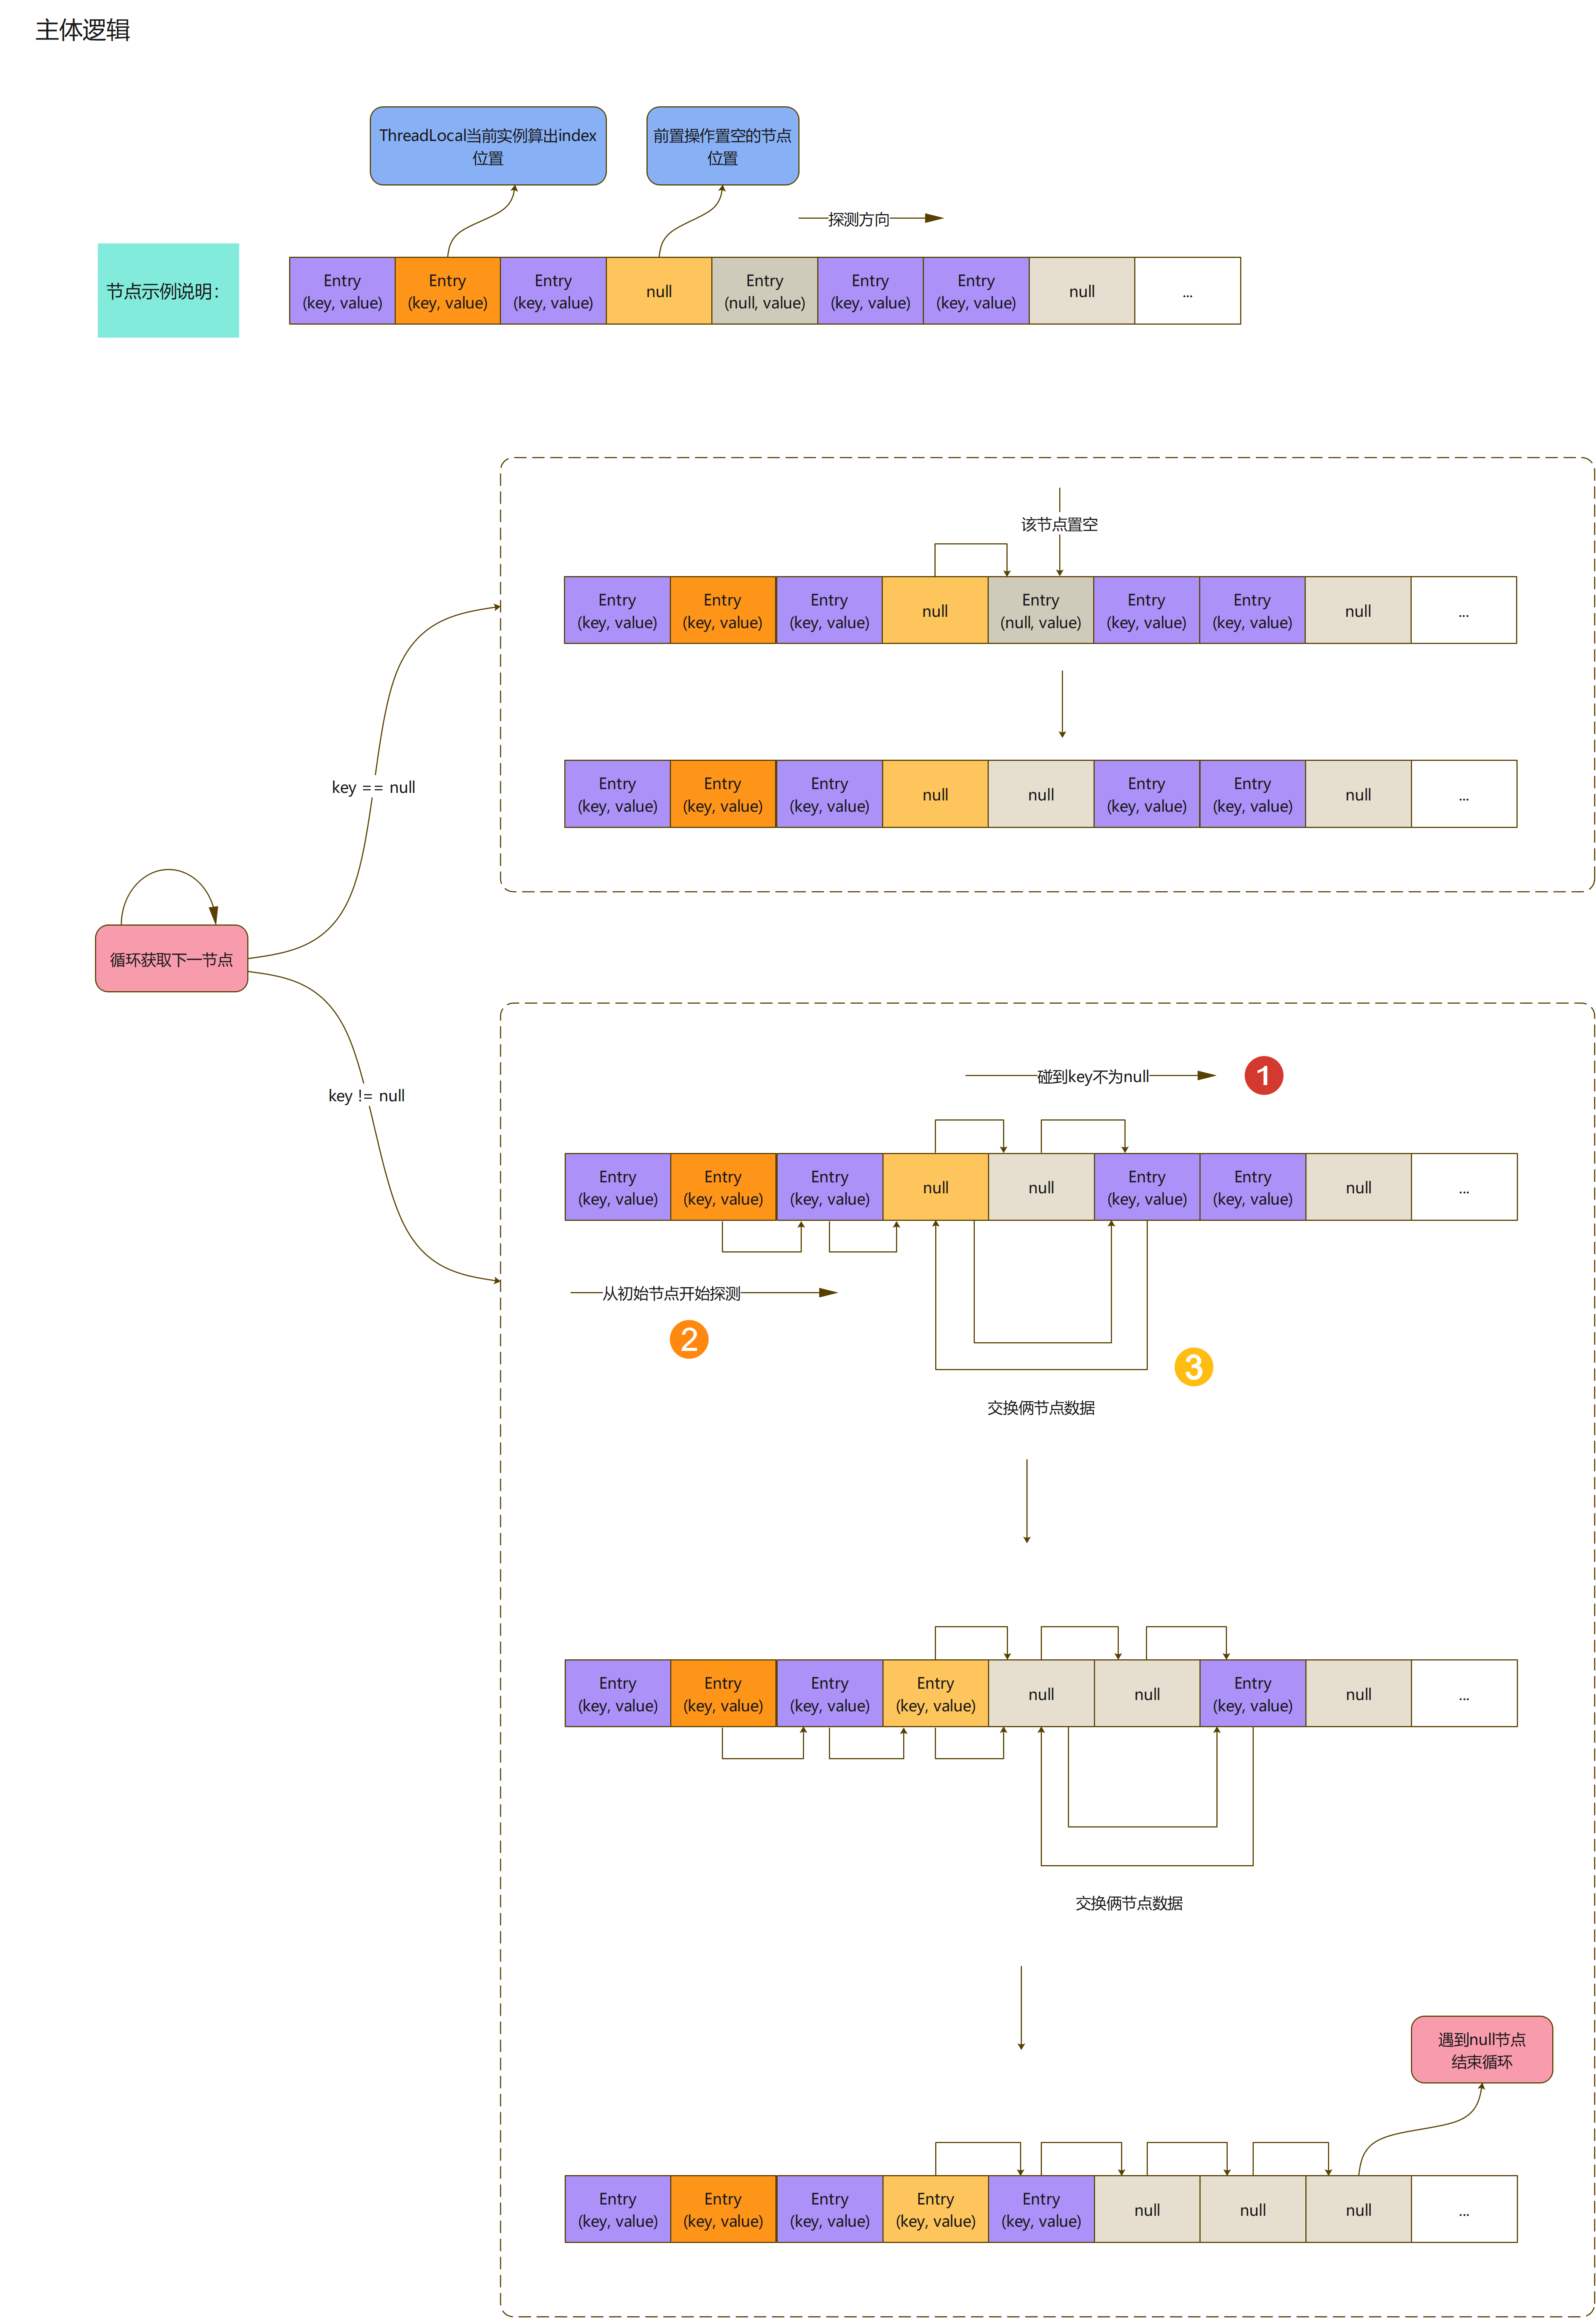 主体逻辑
ThreadLocal当前实例算出index
位置
前置操作置空的节点
位置
探测方向
节点示例说明：
Entry
(key, value)
Entry
(key, value)
Entry
(key, value)
null
Entry
(null, value)
Entry
(key, value)
Entry
(key, value)
null
...
该节点置空
Entry
(key, value)
Entry
(key, value)
Entry
(key, value)
null
Entry
(null, value)
Entry
(key, value)
Entry
(key, value)
null
...
key == null
Entry
(key, value)
Entry
(key, value)
Entry
(key, value)
null
null
Entry
(key, value)
Entry
(key, value)
null
...
循环获取下一节点
key != null
碰到key不为null
1
Entry
(key, value)
Entry
(key, value)
Entry
(key, value)
null
null
Entry
(key, value)
Entry
(key, value)
null
...
从初始节点开始探测
2
3
交换俩节点数据
Entry
(key, value)
Entry
(key, value)
Entry
(key, value)
Entry
(key, value)
null
null
Entry
(key, value)
null
...
交换俩节点数据
遇到null节点
结束循环
Entry
(key, value)
Entry
(key, value)
Entry
(key, value)
Entry
(key, value)
Entry
(key, value)
null
null
null
...